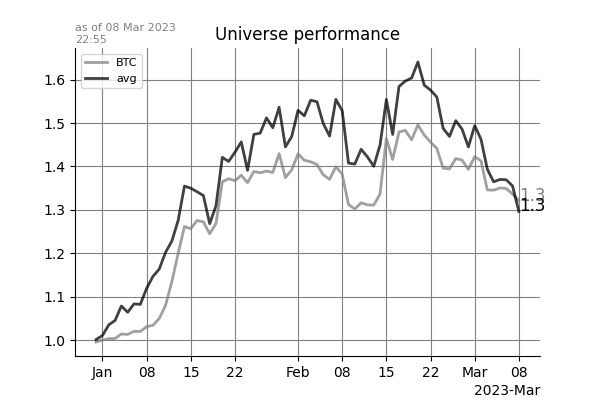 as of 08 Mar 2023
22:55
Universe performance
BTC
avg
1.6
1.5
1.4
1.3
1.2
1.1
1.0
1.3
1.3
Jan 08 15 22 Feb 08 15 22 Mar 08
2023-Mar